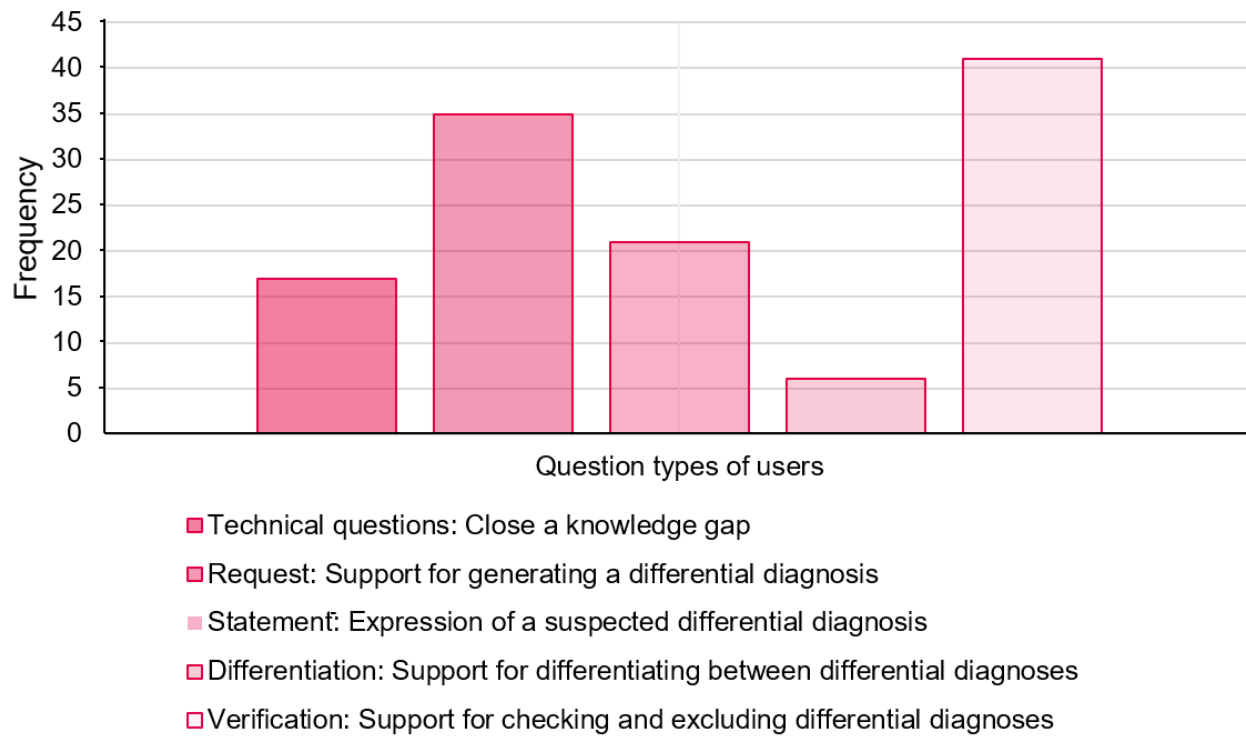 45
40
35
30
25
20
15
10
5
0
Frequency
Question types of users
Technical questions: Close a knowledge gap
Request: Support for generating a differential diagnosis
Statement: Expression of a suspected differential diagnosis
Differentiation: Support for differentiating between differential diagnoses
Verification: Support for checking and excluding differential diagnoses